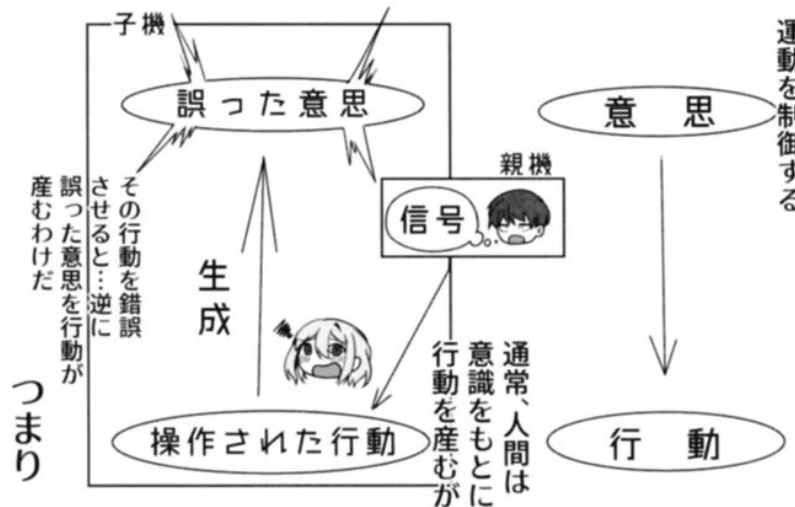 運動を制御する
意思
行動
通常、人間は
意識をもとに
行動を産むが
親機
信号
子機
誤った意思
生成
操作された行動
その行動を錯誤
させると…逆に
誤った意思を行動が
産むわけだ
つまり